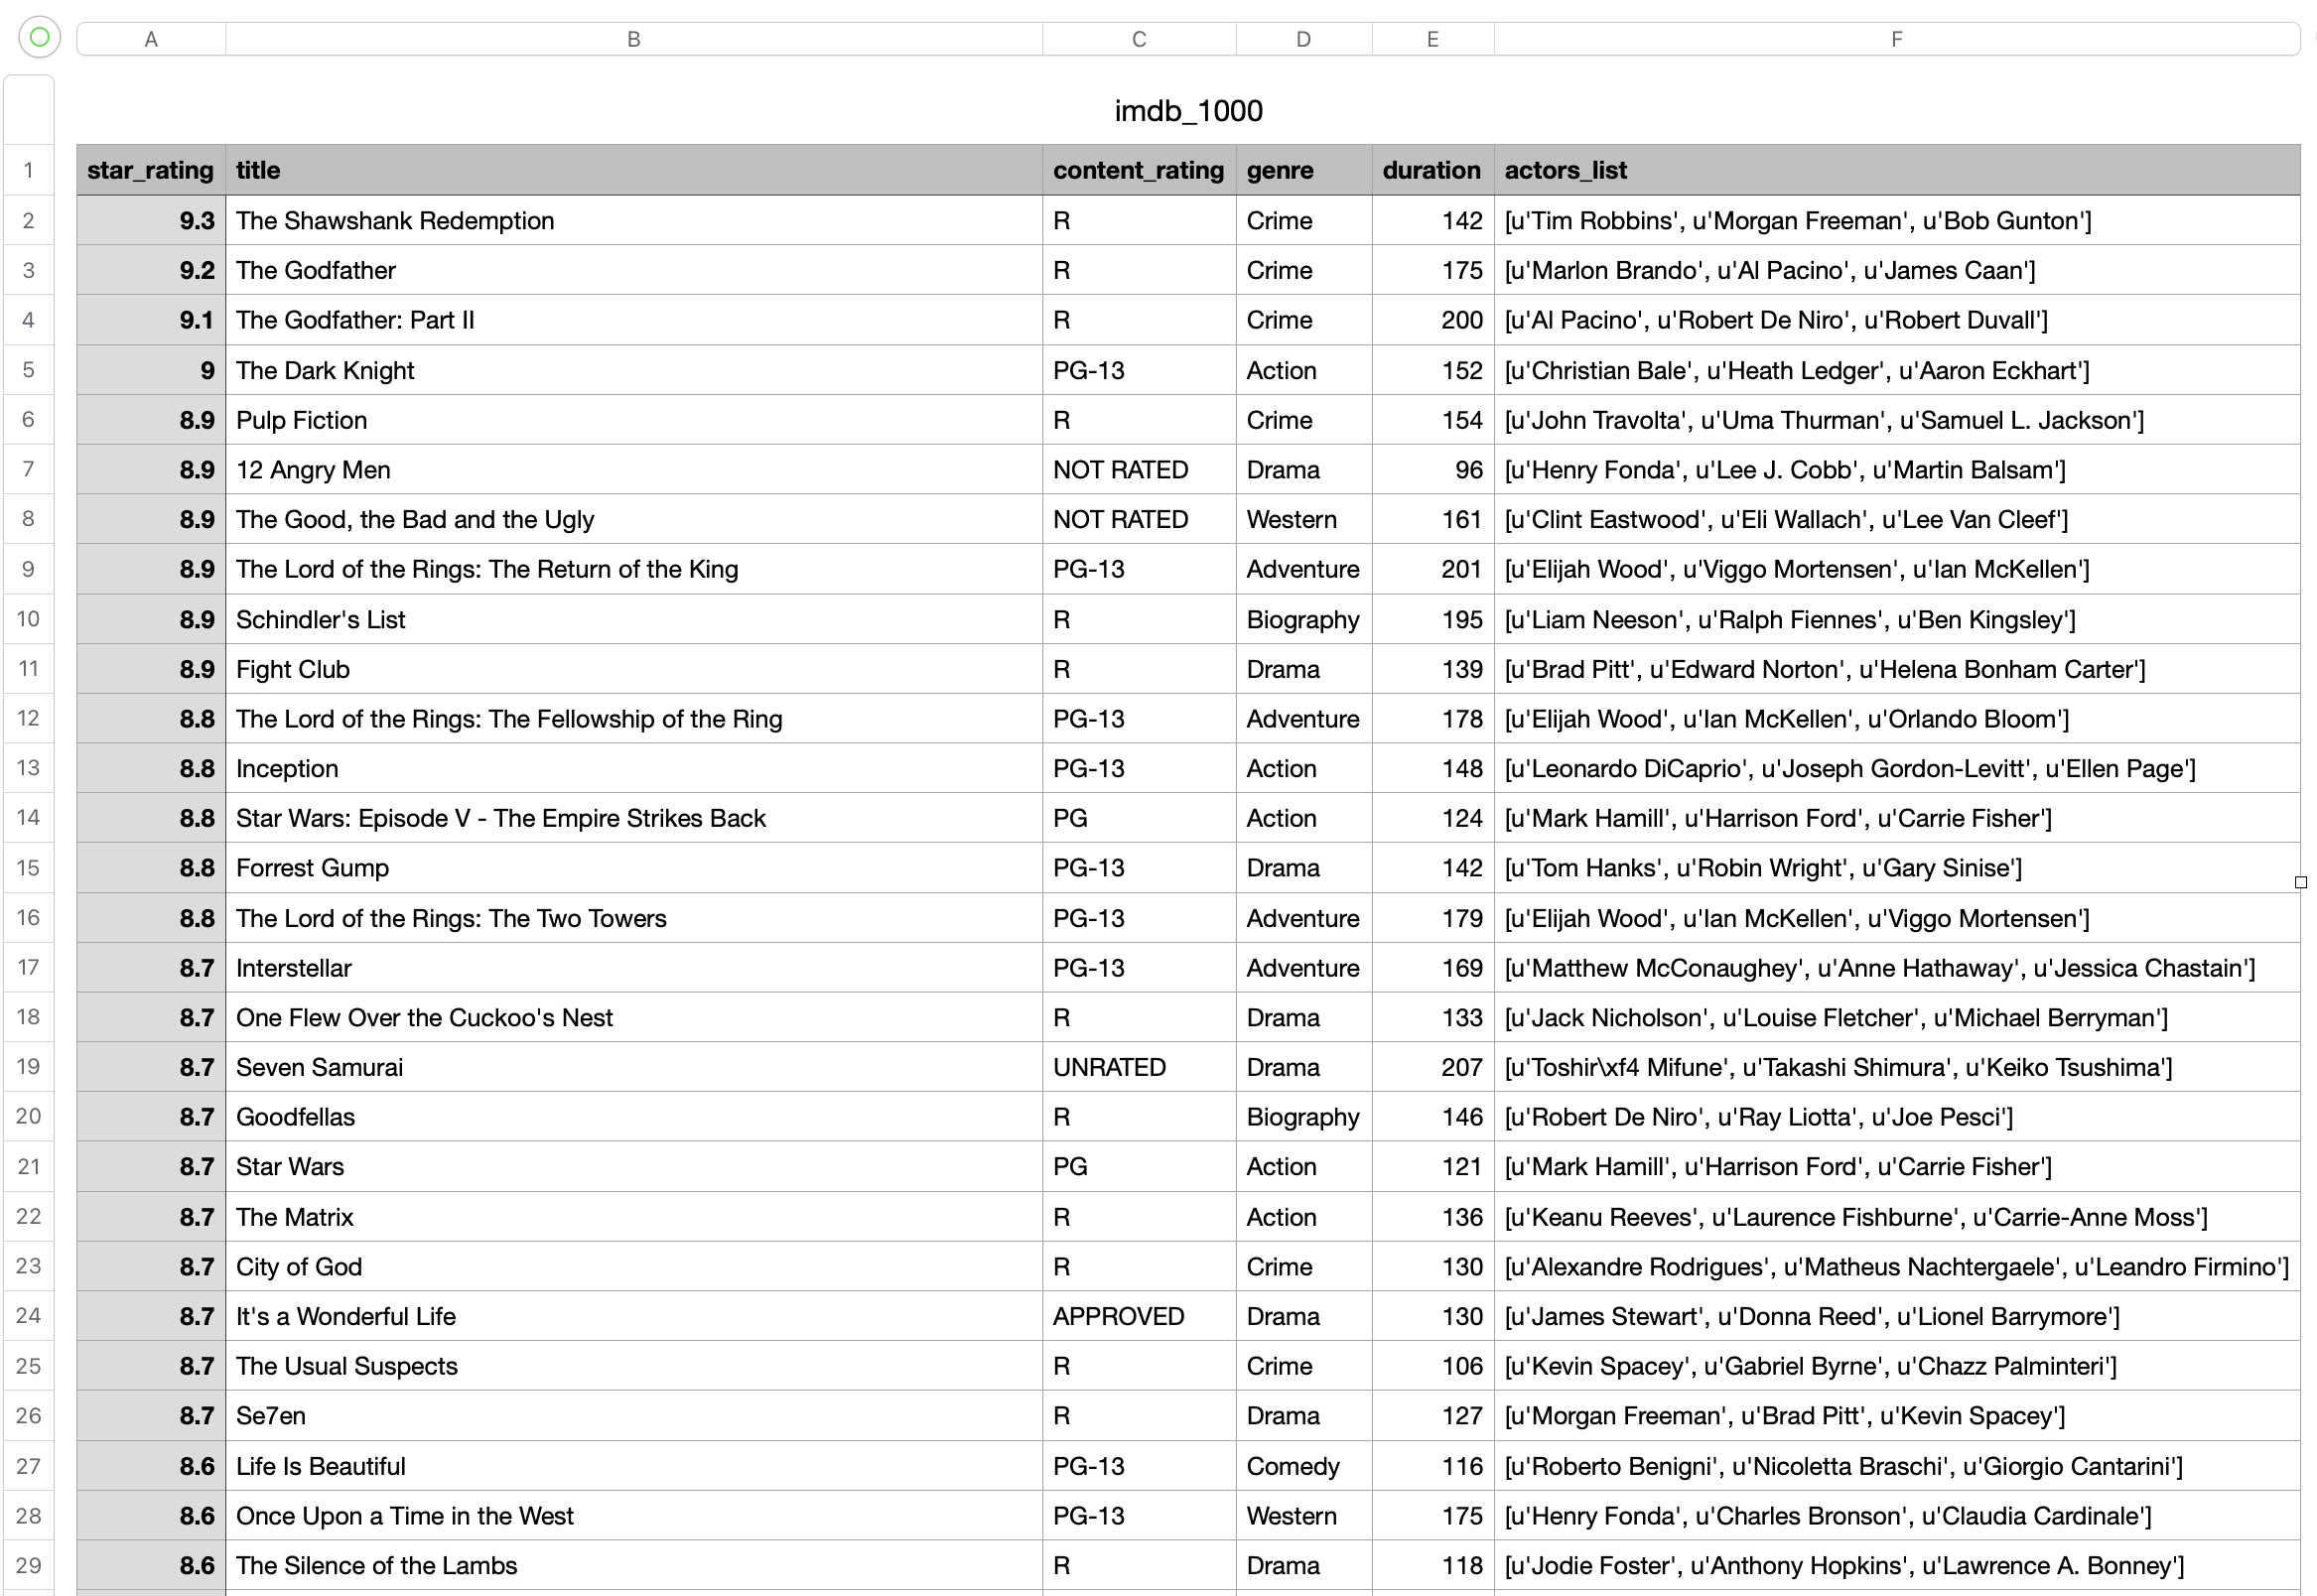 A B C D E F
imdb_1000
1 star_rating title content_rating genre duration actors_list
2 9.3 The Shawshank Redemption R Crime 142 [u'Tim Robbins', u'Morgan Freeman', u'Bob Gunton']
3 9.2 The Godfather R Crime 175 [u'Marlon Brando', u'Al Pacino', u'James Caan']
4 9.1 The Godfather: Part II R Crime 200 [u'Al Pacino', u'Robert De Niro', u'Robert Duvall']
5 9 The Dark Knight PG-13 Action 152 [u'Christian Bale', u'Heath Ledger', u'Aaron Eckhart']
6 8.9 Pulp Fiction R Crime 154 [u'John Travolta', u'Uma Thurman', u'Samuel L. Jackson']
7 8.9 12 Angry Men NOT RATED Drama 96 [u'Henry Fonda', u'Lee J. Cobb', u'Martin Balsam']
8 8.9 The Good, the Bad and the Ugly NOT RATED Western 161 [u'Clint Eastwood', u'Eli Wallach', u'Lee Van Cleef']
9 8.9 The Lord of the Rings: The Return of the King PG-13 Adventure 201 [u'Elijah Wood', u'Viggo Mortensen', u'Ian McKellen']
10 8.9 Schindler's List R Biography 195 [u'Liam Neeson', u'Ralph Fiennes', u'Ben Kingsley']
11 8.9 Fight Club R Drama 139 [u'Brad Pitt', u'Edward Norton', u'Helena Bonham Carter']
12 8.8 The Lord of the Rings: The Fellowship of the Ring PG-13 Adventure 178 [u'Elijah Wood', u'Ian McKellen', u'Orlando Bloom']
13 8.8 Inception PG-13 Action 148 [u'Leonardo DiCaprio', u'Joseph Gordon-Levitt', u'Ellen Page']
14 8.8 Star Wars: Episode V - The Empire Strikes Back PG Action 124 [u'Mark Hamill', u'Harrison Ford', u'Carrie Fisher']
15 8.8 Forrest Gump PG-13 Drama 142 [u'Tom Hanks', u'Robin Wright', u'Gary Sinise']
16 8.8 The Lord of the Rings: The Two Towers PG-13 Adventure 179 [u'Elijah Wood', u'Ian McKellen', u'Viggo Mortensen']
17 8.7 Interstellar PG-13 Adventure 169 [u'Matthew McConaughey', u'Anne Hathaway', u'Jessica Chastain']
18 8.7 One Flew Over the Cuckoo's Nest R Drama 133 [u'Jack Nicholson', u'Louise Fletcher', u'Michael Berryman']
19 8.7 Seven Samurai UNRATED Drama 207 [u'Toshir\xf4 Mifune', u'Takashi Shimura', u'Keiko Tsushima']
20 8.7 Goodfellas R Biography 146 [u'Robert De Niro', u'Ray Liotta', u'Joe Pesci']
21 8.7 Star Wars PG Action 121 [u'Mark Hamill', u'Harrison Ford', u'Carrie Fisher']
22 8.7 The Matrix R Action 136 [u'Keanu Reeves', u'Laurence Fishburne', u'Carrie-Anne Moss']
23 8.7 City of God R Crime 130 [u'Alexandre Rodrigues', u'Matheus Nachtergaele', u'Leandro Firmino']
24 8.7 It's a Wonderful Life APPROVED Drama 130 [u'James Stewart', u'Donna Reed', u'Lionel Barrymore']
25 8.7 The Usual Suspects R Crime 106 [u'Kevin Spacey', u'Gabriel Byrne', u'Chazz Palminteri']
26 8.7 Se7en R Drama 127 [u'Morgan Freeman', u'Brad Pitt', u'Kevin Spacey']
27 8.6 Life Is Beautiful PG-13 Comedy 116 [u'Roberto Benigni', u'Nicoletta Braschi', u'Giorgio Cantarini']
28 8.6 Once Upon a Time in the West PG-13 Western 175 [u'Henry Fonda', u'Charles Bronson', u'Claudia Cardinale']
29 8.6 The Silence of the Lambs R Drama 118 [u'Jodie Foster', u'Anthony Hopkins', u'Lawrence A. Bonney']